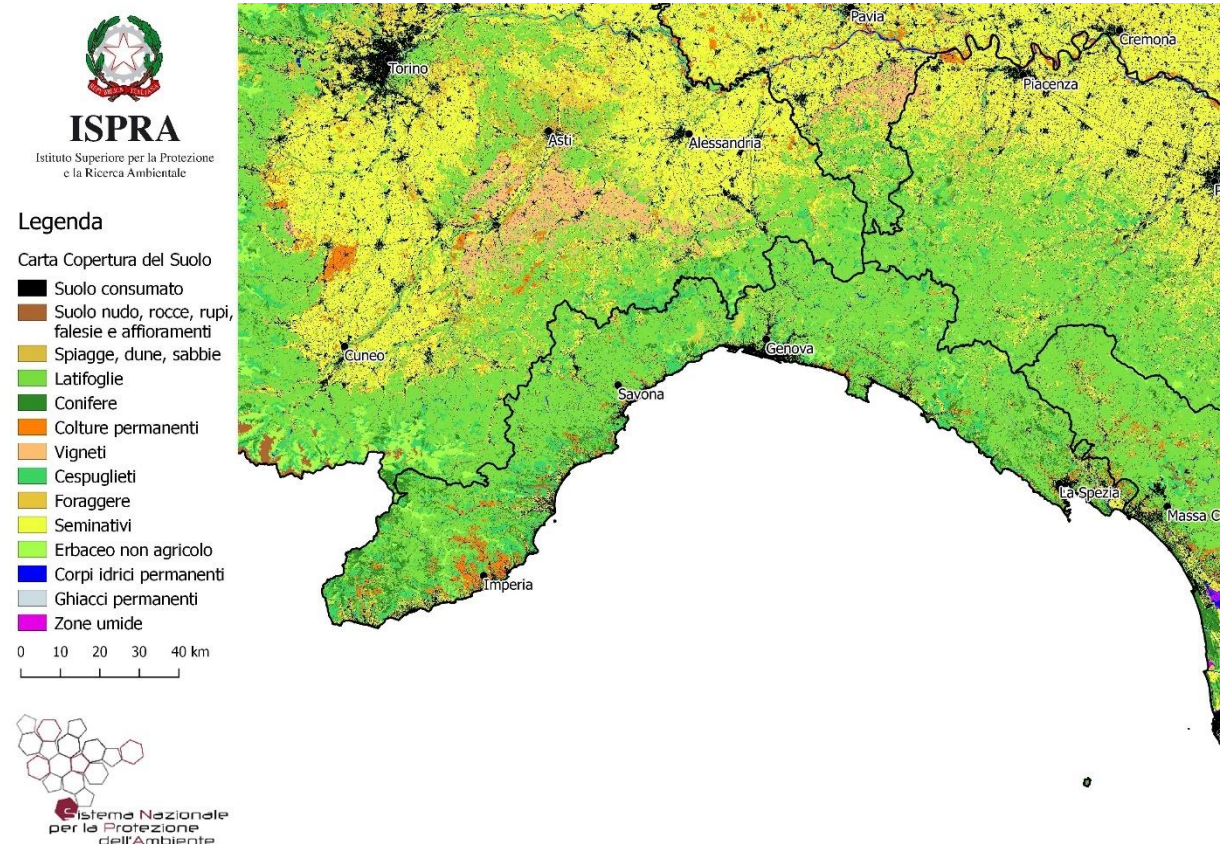 ISPRA
Istituto Superiore per la Protezione
e la Ricerca Ambientale
Legenda
Carta Copertura del Suolo
Suolo consumato
Suolo nudo, rocce, rupi,
falesie e affioramenti
Spiagge, dune, sabbie
Latifoglie
Conifere
Colture permanenti
Vigneti
Cespuglieti
Foraggere
Seminativi
Erbaceo non agricolo
Corpi idrici permanenti
Ghiacci permanenti
Zone umide
0 10 20 30 40 km
Sistema Nazionale
per la Protezione
dell'Ambiente
Pavia
Cremona
Torino
Piacenza
Asti
Alessandria
P
Cuneo
Genova
Savona
La Spezia
Massa C
Imperia